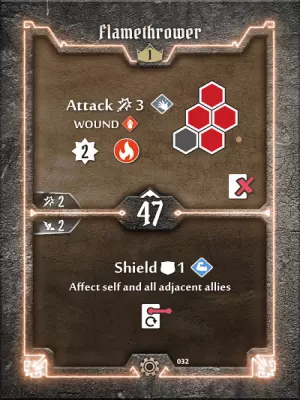 Flamethrower
1
Attack 3
WOUND
2
2
47
2
Shield 1
Affect self and all adjacent allies
032